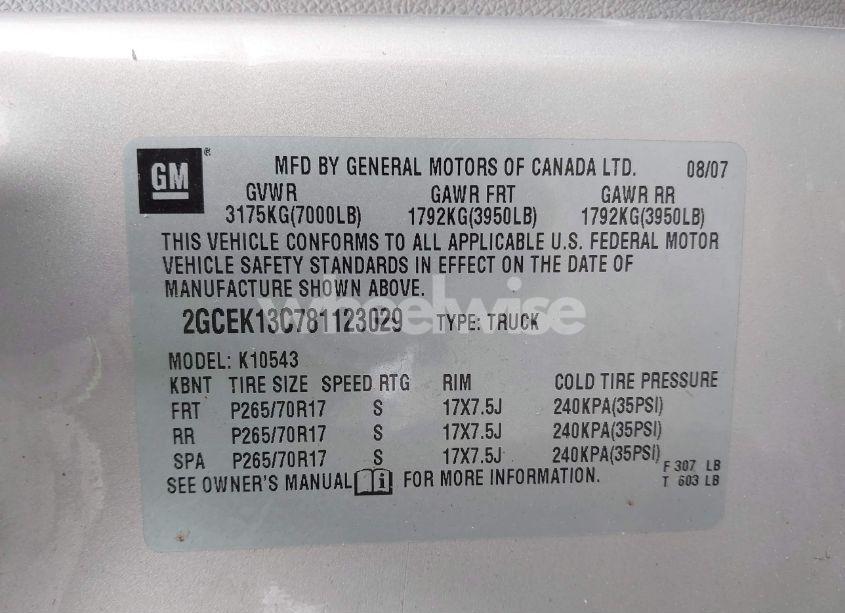 GM ®
MFD BY GENERAL MOTORS OF CANADA LTD. 08/07
GVWR GAWR FRT GAWR RR
3175KG(7000LB) 1792KG(3950LB) 1792KG(3950LB)
THIS VEHICLE CONFORMS TO ALL APPLICABLE U.S. FEDERAL MOTOR
VEHICLE SAFETY STANDARDS IN EFFECT ON THE DATE OF
MANUFACTURE SHOWN ABOVE.
wheelwise
2GCEK13C781123029 TYPE: TRUCK
MODEL: K10543
KBNT TIRE SIZE SPEED RTG RIM COLD TIRE PRESSURE
FRT P265/70R17 S 17X7.5J 240KPA(35PSI)
RR P265/70R17 S 17X7.5J 240KPA(35PSI)
SPA P265/70R17 S 17X7.5J 240KPA(35PSI)
F 307 LB
T 603 LB
SEE OWNER'S MANUAL i FOR MORE INFORMATION.